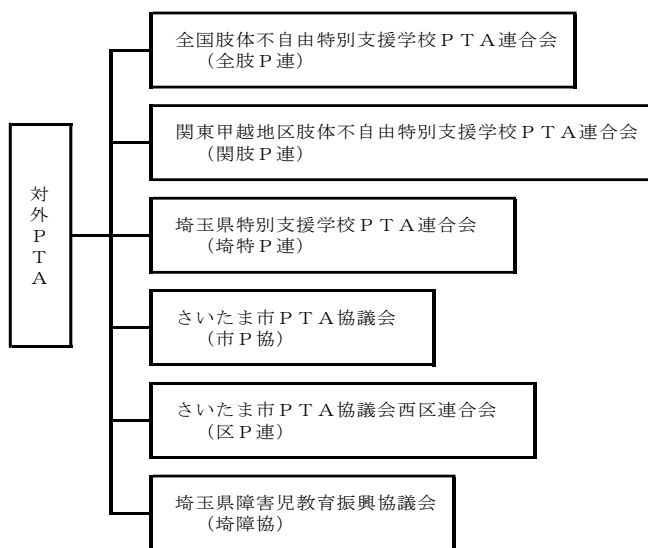 全国肢体不自由特別支援学校ＰＴＡ連合会
（全肢Ｐ連）
関東甲越地区肢体不自由特別支援学校ＰＴＡ連合会
（関肢Ｐ連）
対外ＰＴＡ
埼玉県特別支援学校ＰＴＡ連合会
（埼特Ｐ連）
さいたま市ＰＴＡ協議会
（市Ｐ協）
さいたま市ＰＴＡ協議会西区連合会
（区Ｐ連）
埼玉県障害児教育振興協議会
（埼障協）